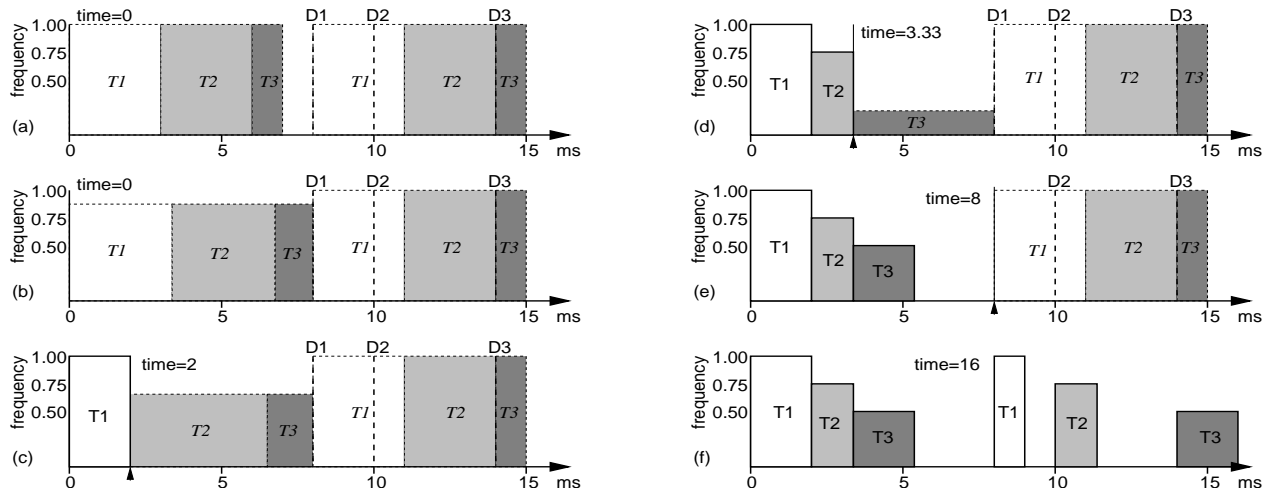 time=0 D1 D2 D3
frequency
1.00
0.75
0.50
T1 T2 T3 T1 T2 T3
(a)
0 5 10 15 ms
time=0 D1 D2 D3
frequency
1.00
0.75
0.50
T1 T2 T3 T1 T2 T3
(b)
0 5 10 15 ms
time=2 D1 D2 D3
frequency
1.00
0.75
0.50
T1 T2 T3 T1 T2 T3
(c)
0 5 10 15 ms
time=3.33 D1 D2 D3
frequency
1.00
0.75
0.50
T1 T2 T3 T1 T2 T3
(d)
0 5 10 15 ms
time=8 D2 D3
frequency
1.00
0.75
0.50
T1 T2 T3 T1 T2 T3
(e)
0 5 10 15 ms
time=16
frequency
1.00
0.75
0.50
T1 T2 T3 T1 T2 T3
(f)
0 5 10 15 ms